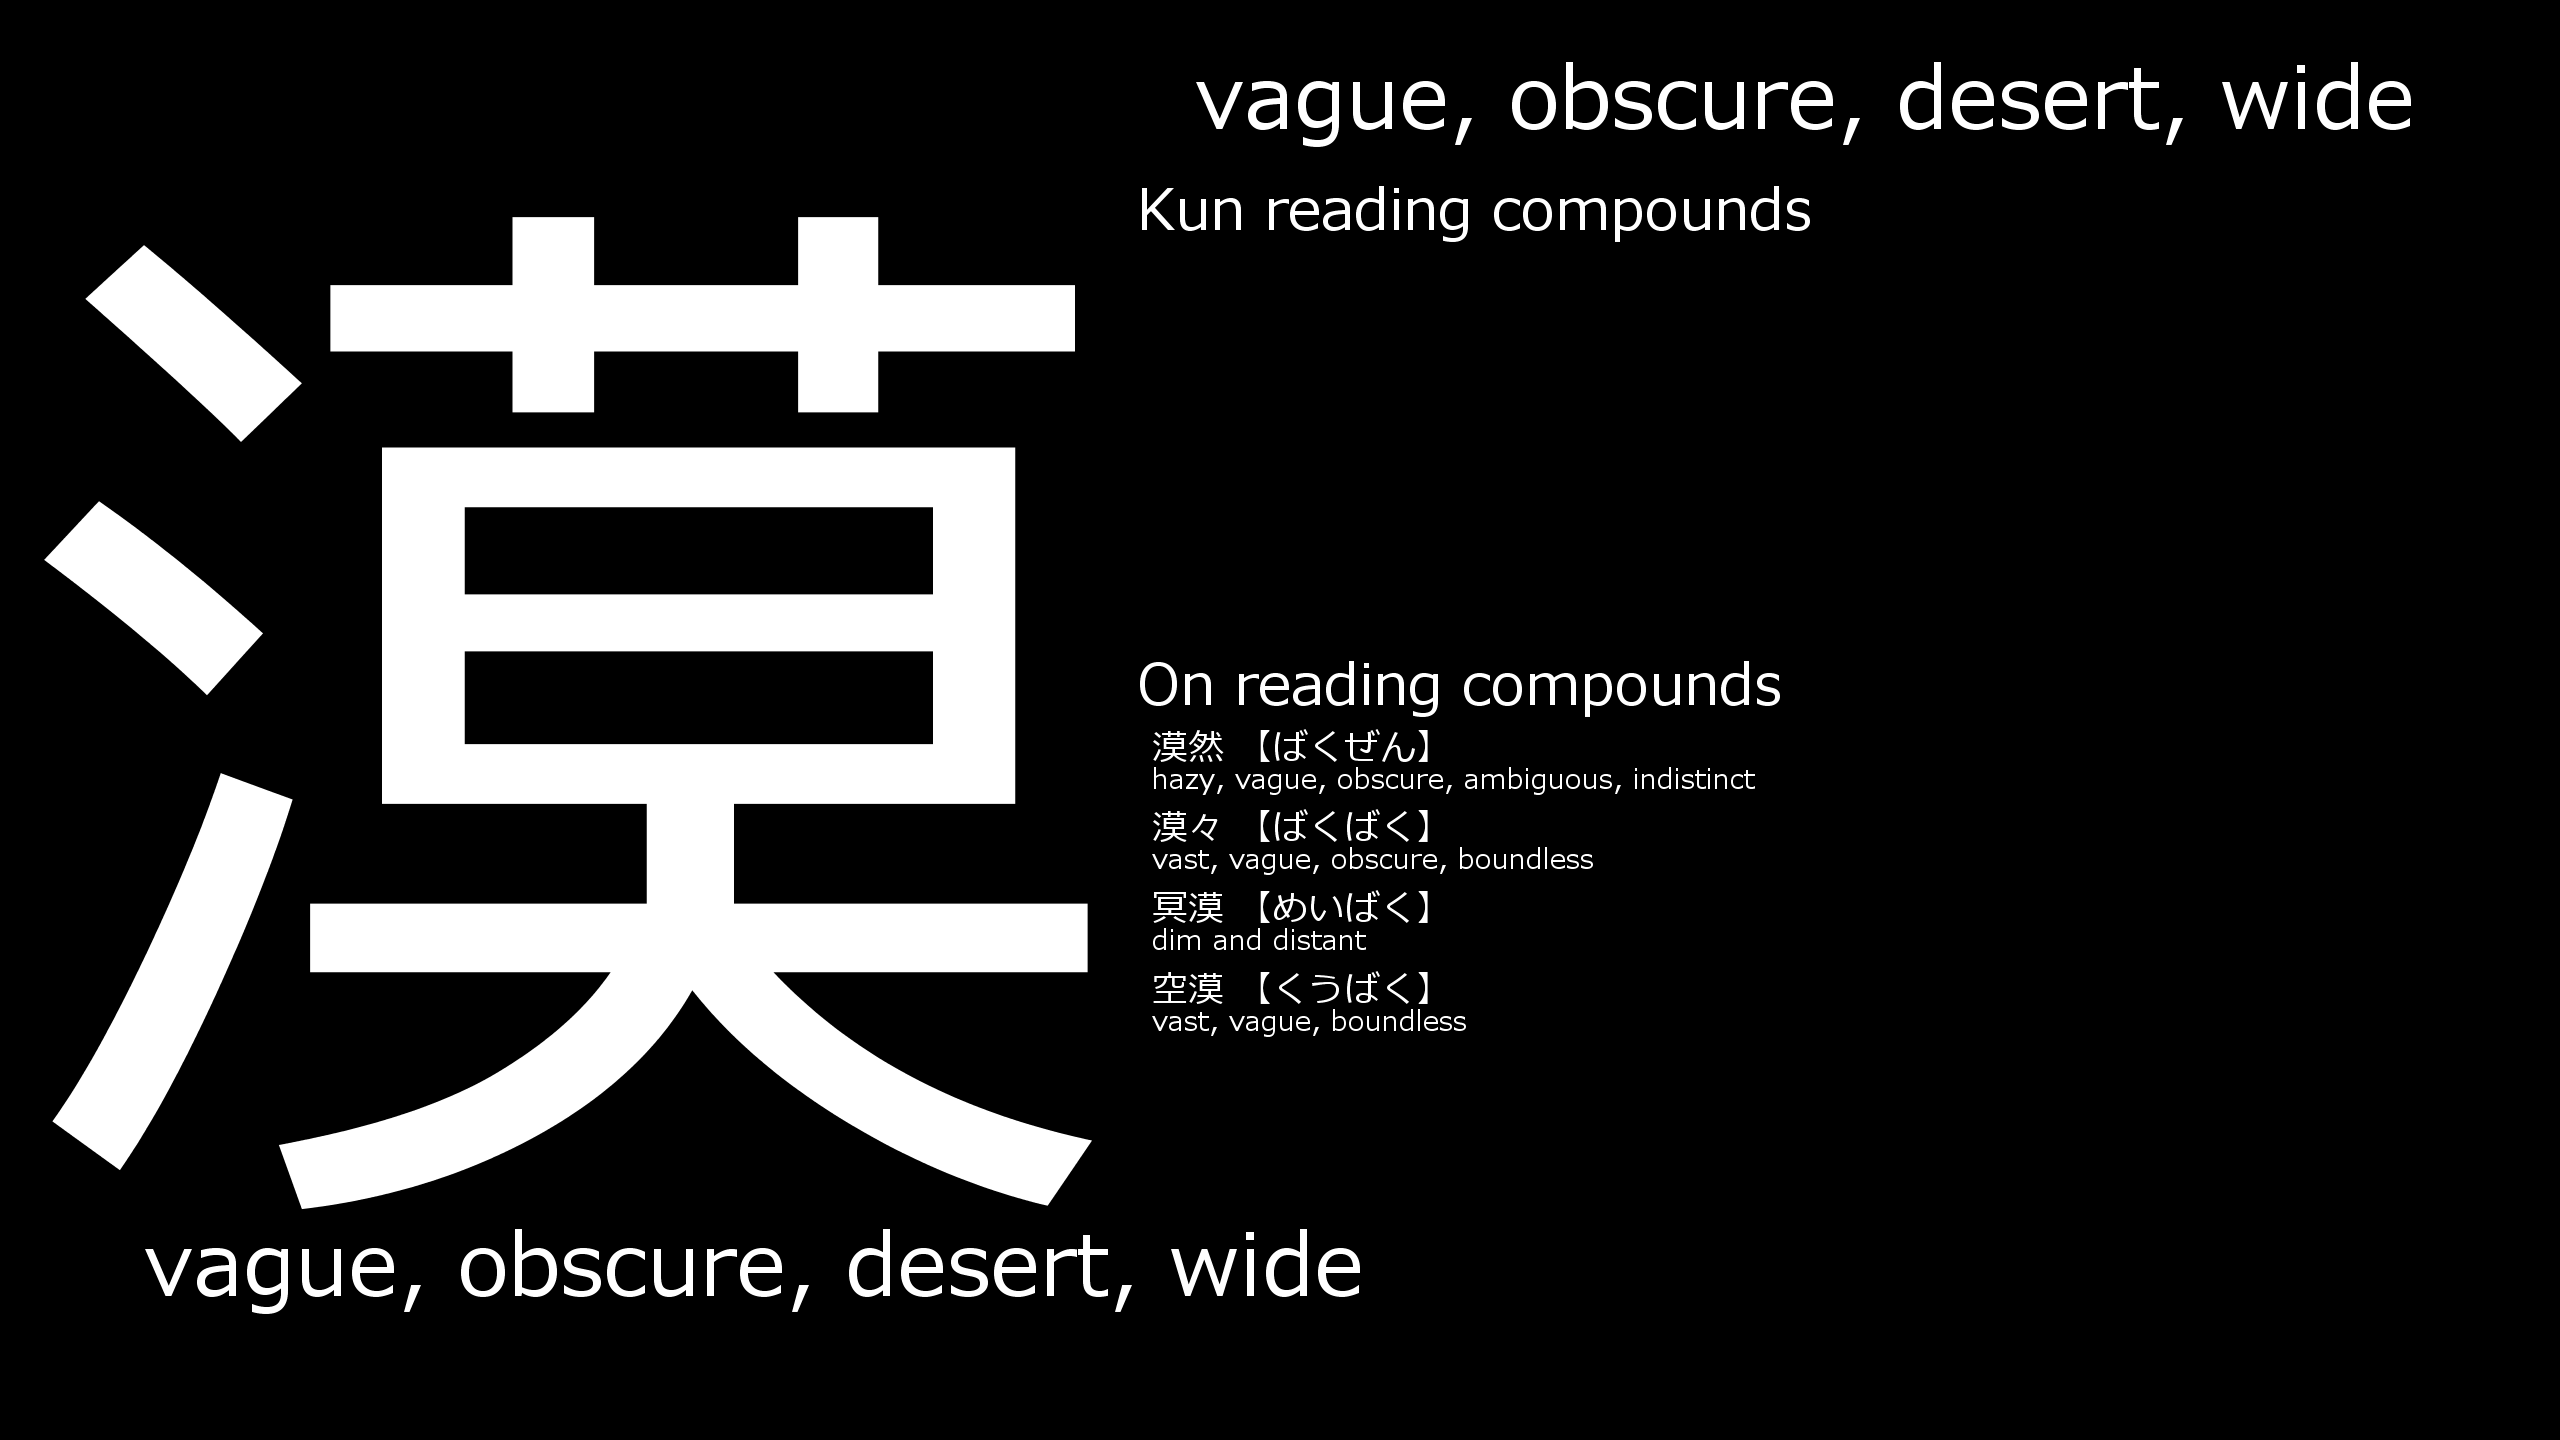 漠
vague, obscure, desert, wide
vague, obscure, desert, wide
Kun reading compounds
On reading compounds
漠然 【ばくぜん】
hazy, vague, obscure, ambiguous, indistinct
漠々 【ばくばく】
vast, vague, obscure, boundless
冥漠 【めいばく】
dim and distant
空漠 【くうばく】
vast, vague, boundless